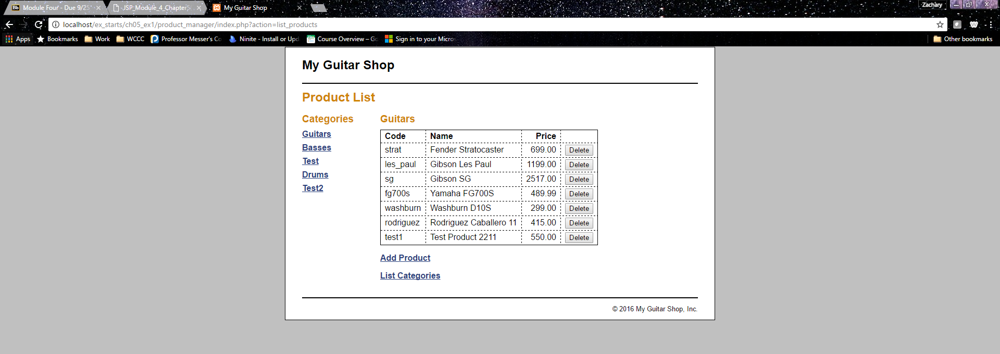 Module Four - Due 9/25
JSP_Module_4_Chapter5
My Guitar Shop
Zachary
localhost/ex_starts/ch05_ex1/product_manager/index.php?action=list_products
Apps Bookmarks Work WCCC Professor Messer's Co Ninite - Install or Upd Course Overview – Go Sign in to your Micros Other bookmarks
My Guitar Shop
Product List
Categories
Guitars
Basses
Test
Drums
Test2
Guitars
Code Name Price
strat Fender Stratocaster 699.00 Delete
les_paul Gibson Les Paul 1199.00 Delete
sg Gibson SG 2517.00 Delete
fg700s Yamaha FG700S 489.99 Delete
washburn Washburn D10S 299.00 Delete
rodriguez Rodriguez Caballero 11 415.00 Delete
test1 Test Product 2211 550.00 Delete
Add Product
List Categories
© 2016 My Guitar Shop, Inc.